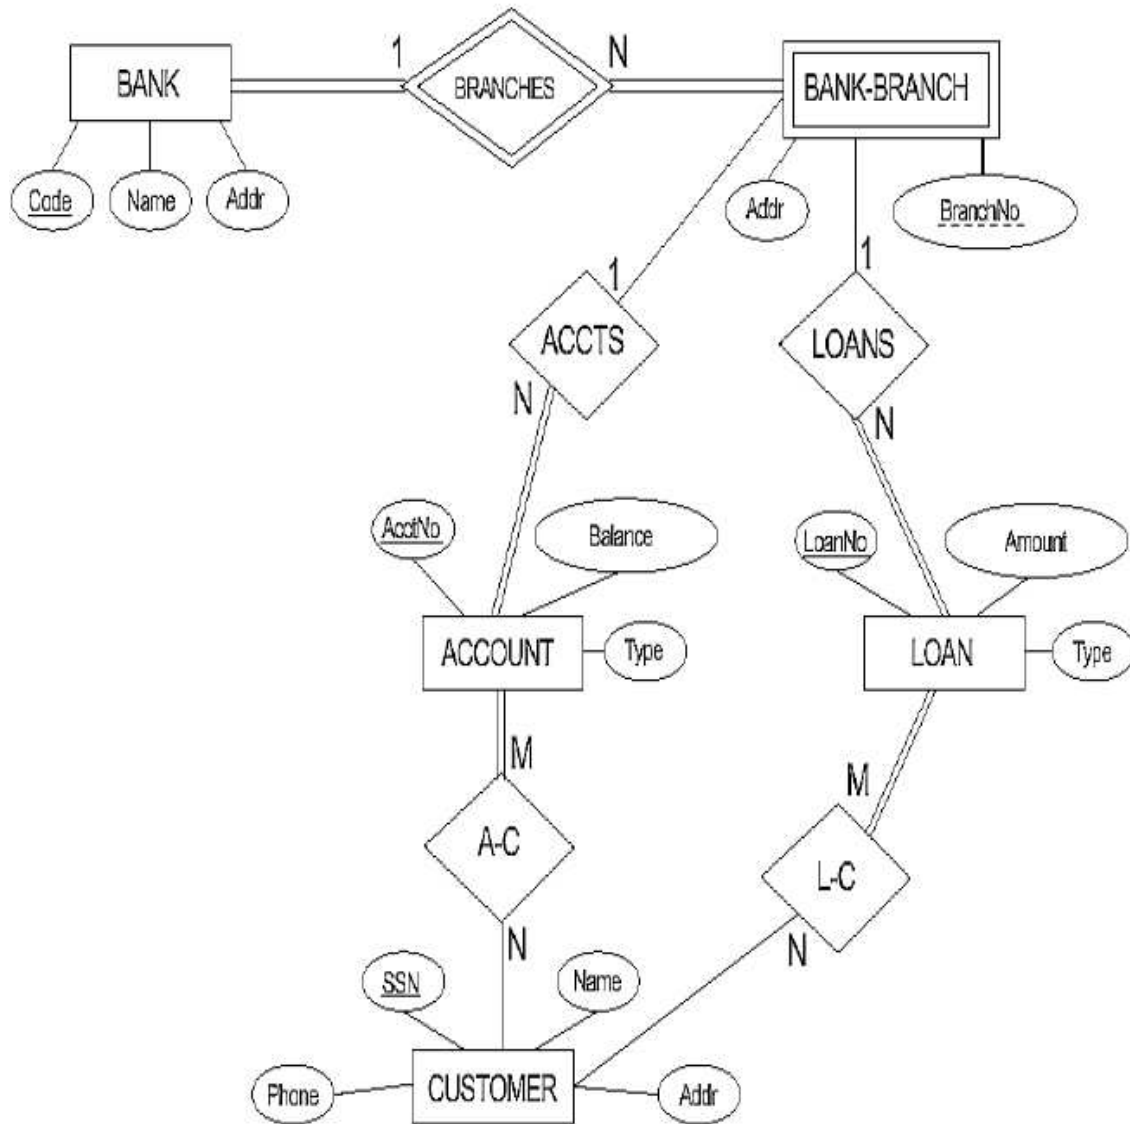 1
N
BANK
BRANCHES
BANK-BRANCH
Code
Name
Addr
Addr
BranchNo
1
1
ACCTS
LOANS
N
N
AcctNo
Balance
LoanNo
Amount
ACCOUNT
Type
LOAN
Type
M
M
A-C
L-C
N
N
SSN
Name
Phone
CUSTOMER
Addr